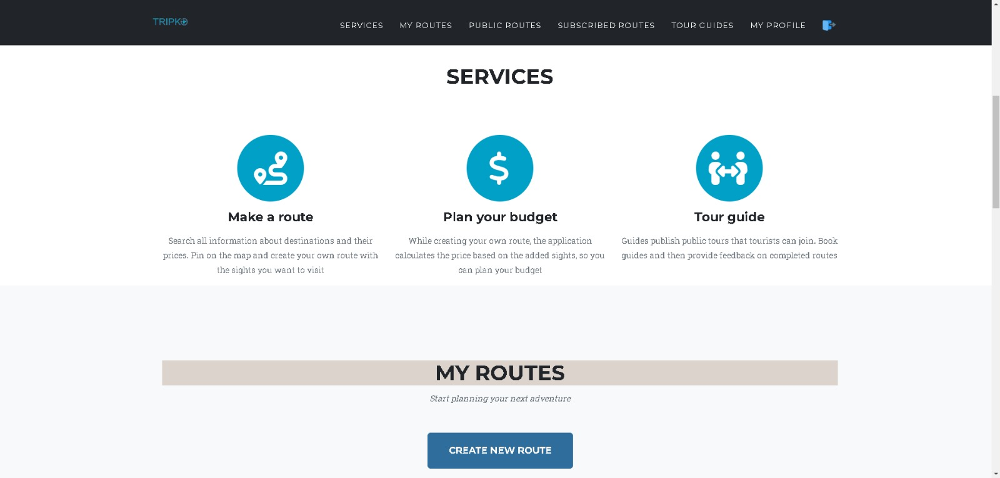 TRIPKO
SERVICES MY ROUTES PUBLIC ROUTES SUBSCRIBED ROUTES TOUR GUIDES MY PROFILE
SERVICES
Make a route
Search all information about destinations and their
prices. Pin on the map and create your own route with
the sights you want to visit
Plan your budget
While creating your own route, the application
calculates the price based on the added sights, so you
can plan your budget
Tour guide
Guides publish public tours that tourists can join. Book
guides and then provide feedback on completed routes
MY ROUTES
Start planning your next adventure
CREATE NEW ROUTE